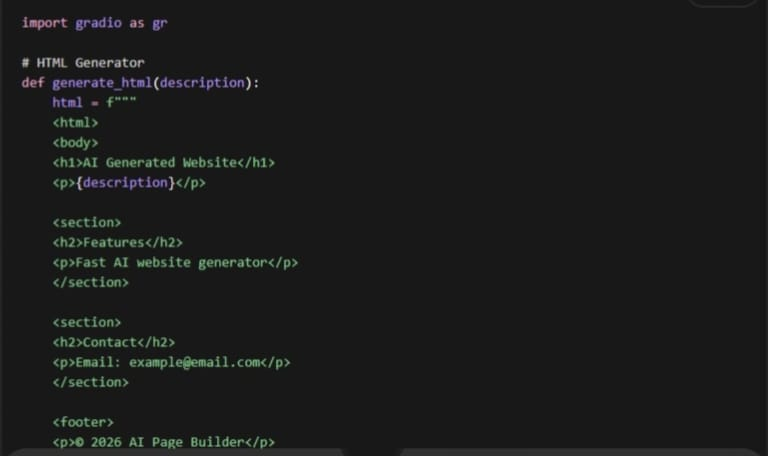 import gradio as gr

# HTML Generator
def generate_html(description):
    html = f"""
    <html>
    <body>
    <h1>AI Generated Website</h1>
    <p>{description}</p>

    <section>
    <h2>Features</h2>
    <p>Fast AI website generator</p>
    </section>

    <section>
    <h2>Contact</h2>
    <p>Email: example@email.com</p>
    </section>

    <footer>
    <p>© 2026 AI Page Builder</p>